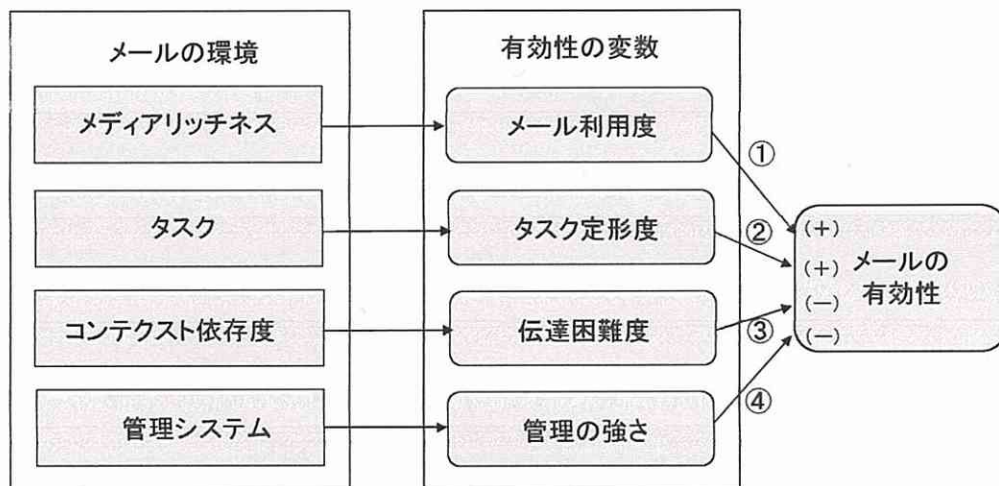 メールの環境
有効性の変数
メディアリッチネス
メール利用度
①
タスク
タスク定形度
②
(+)
(+)
メールの
有効性
(−)
(−)
コンテクスト依存度
伝達困難度
③
管理システム
管理の強さ
④